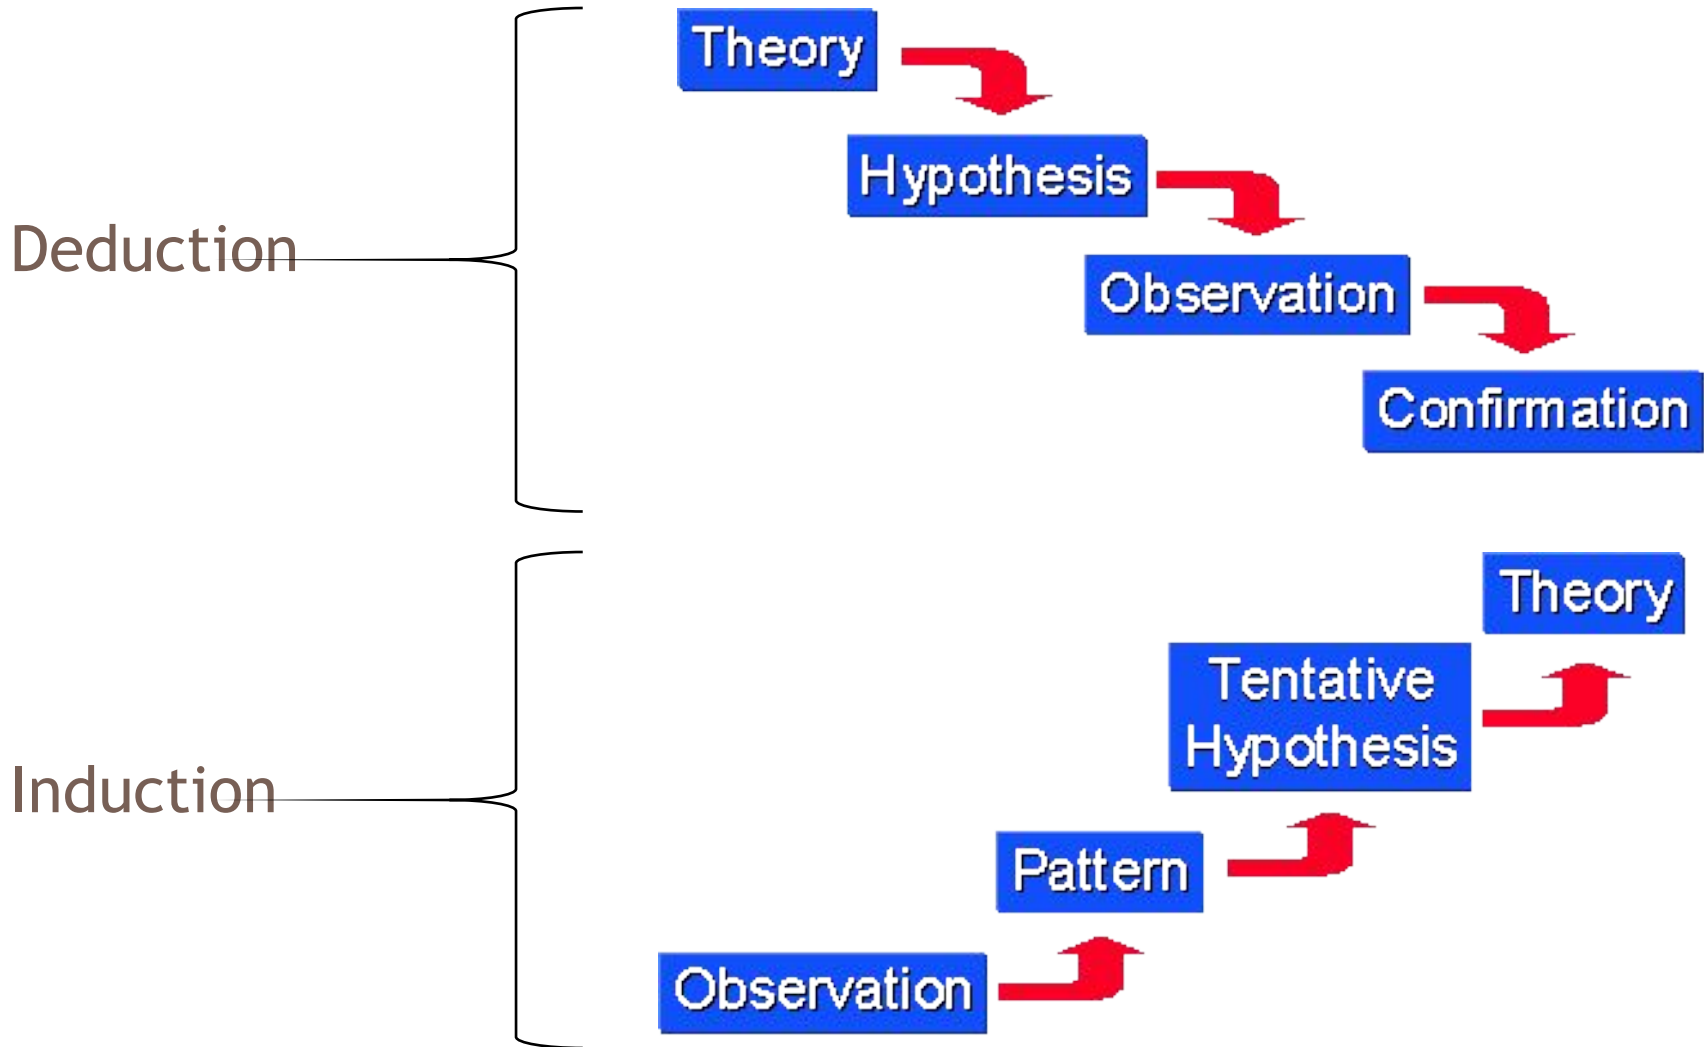 Theory
Hypothesis
Deduction
Observation
Confirmation
Theory
Tentative
Hypothesis
Induction
Pattern
Observation